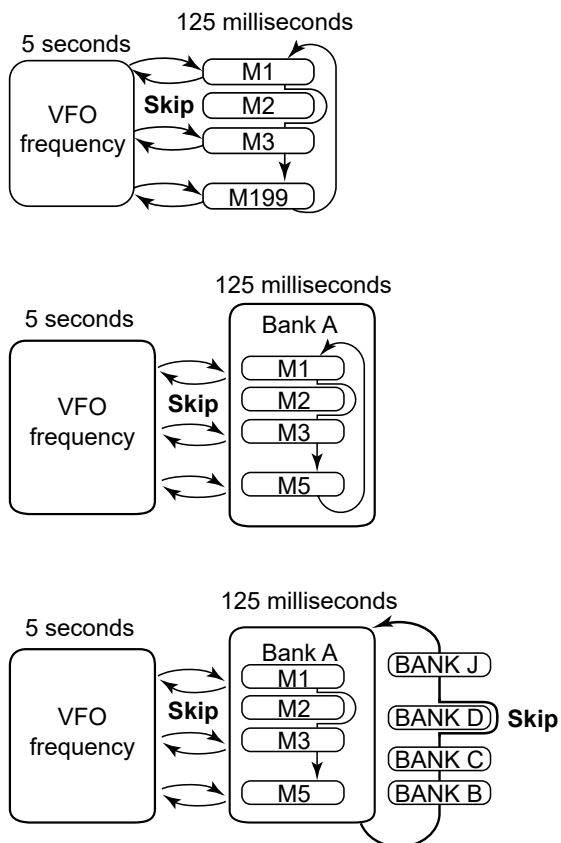 125 milliseconds
5 seconds
VFO
frequency
Skip
M1
M2
M3
M199
125 milliseconds
5 seconds
VFO
frequency
Skip
Bank A
M1
M2
M3
M5
125 milliseconds
5 seconds
VFO
frequency
Skip
Bank A
M1
M2
M3
M5
BANK J
BANK D
Skip
BANK C
BANK B